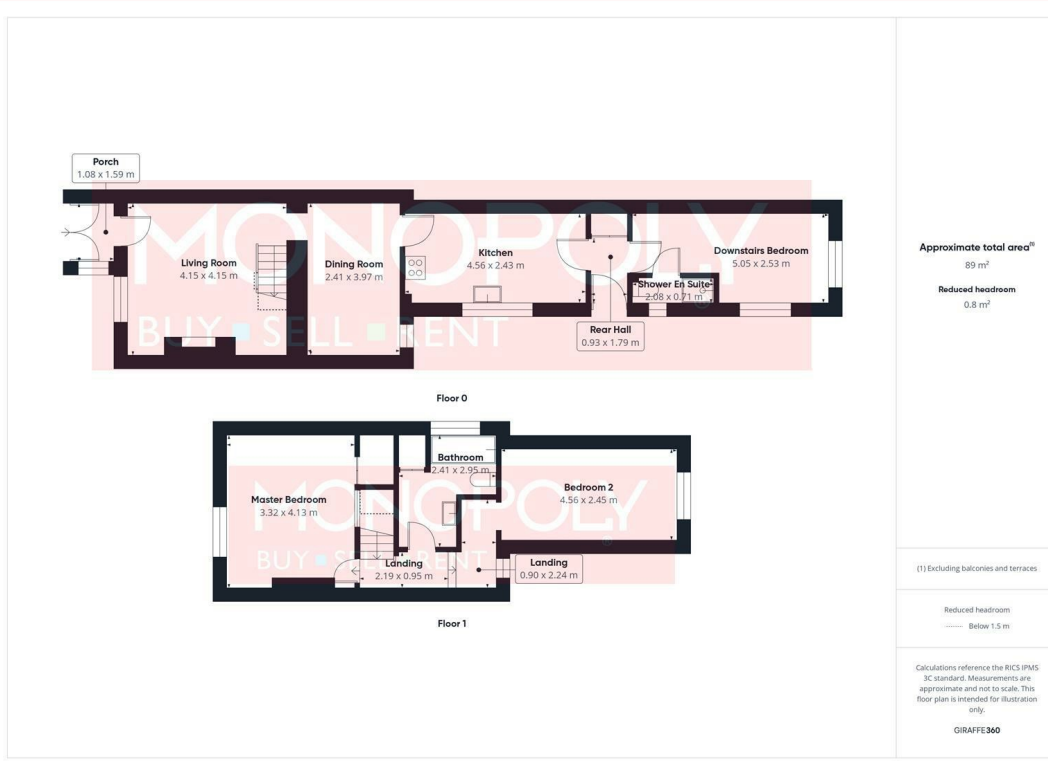 Porch
1.08 x 1.59 m
MONOPOLY
BUY SELL RENT
Living Room
4.15 x 4.15 m
Dining Room
2.41 x 3.97 m
Kitchen
4.56 x 2.43 m
Downstairs Bedroom
5.05 x 2.53 m
Shower En Suite
2.08 x 0.71 m
Rear Hall
0.93 x 1.79 m
Floor 0
Bathroom
2.41 x 2.95 m
Master Bedroom
3.32 x 4.13 m
Bedroom 2
4.56 x 2.45 m
MONOPOLY
BUY SELL RENT
Landing
2.19 x 0.95 m
Landing
0.90 x 2.24 m
Floor 1
Approximate total area(1)
89 m²
Reduced headroom
0.8 m²
(1) Excluding balconies and terraces
Reduced headroom
Below 1.5 m
Calculations reference the RICS IPMS
3C standard. Measurements are
approximate and not to scale. This
floor plan is intended for illustration
only.
GIRAFFE360